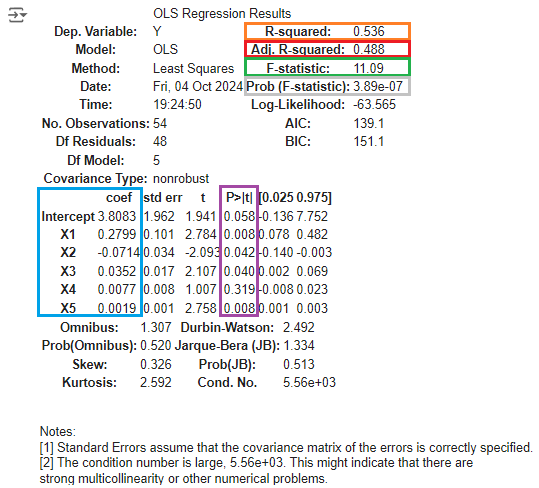 OLS Regression Results
Dep. Variable: Y R-squared: 0.536
Model: OLS Adj. R-squared: 0.488
Method: Least Squares F-statistic: 11.09
Date: Fri, 04 Oct 2024 Prob (F-statistic): 3.89e-07
Time: 19:24:50 Log-Likelihood: -63.565
No. Observations: 54 AIC: 139.1
Df Residuals: 48 BIC: 151.1
Df Model: 5
Covariance Type: nonrobust
coef std err t P>|t| [0.025 0.975]
Intercept 3.8083 1.962 1.941 0.058 -0.136 7.752
X1 0.2799 0.101 2.784 0.008 0.078 0.482
X2 -0.0714 0.034 -2.093 0.042 -0.140 -0.003
X3 0.0352 0.017 2.107 0.040 0.002 0.069
X4 0.0077 0.008 1.007 0.319 -0.008 0.023
X5 0.0019 0.001 2.758 0.008 0.001 0.003
Omnibus: 1.307 Durbin-Watson: 2.492
Prob(Omnibus): 0.520 Jarque-Bera (JB): 1.334
Skew: 0.326 Prob(JB): 0.513
Kurtosis: 2.592 Cond. No. 5.56e+03
Notes:
[1] Standard Errors assume that the covariance matrix of the errors is correctly specified.
[2] The condition number is large, 5.56e+03. This might indicate that there are
strong multicollinearity or other numerical problems.